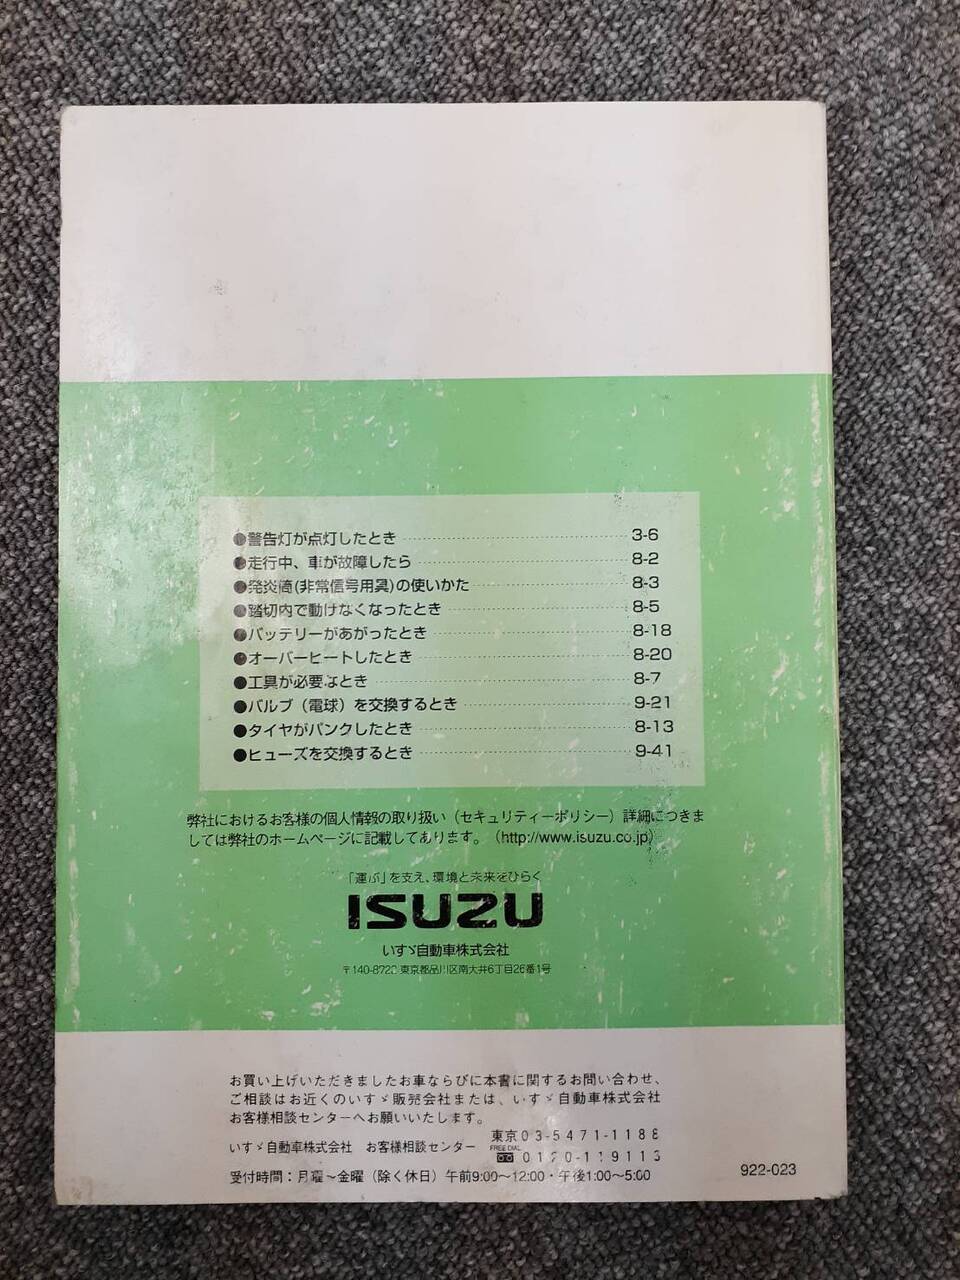 ●警告灯が点灯したとき 3-6
●走行中、車が故障したら 8-2
●発炎筒(非常信号用具)の使いかた 8-3
●踏切内で動けなくなったとき 8-5
●バッテリーがあがったとき 8-18
●オーバーヒートしたとき 8-20
●工具が必要なとき 8-7
●バルブ（電球）を交換するとき 9-21
●タイヤがパンクしたとき 8-13
●ヒューズを交換するとき 9-41
弊社におけるお客様の個人情報の取り扱い（セキュリティーポリシー）詳細につきま
しては弊社のホームページに記載してあります。（http://www.isuzu.co.jp）
「運ぶ」を支え、環境と未来をひらく
ISUZU
いすゞ自動車株式会社
〒140-8722 東京都品川区南大井6丁目26番1号
お買い上げいただきましたお車ならびに本書に関するお問い合わせ、
ご相談はお近くのいすゞ販売会社または、いすゞ自動車株式会社
お客様相談センターへお願いいたします。
いすゞ自動車株式会社 お客様相談センター 東京03-5471-1188
FREE DIAL 0120-119113
受付時間：月曜～金曜（除く休日）午前9:00～12:00・午後1:00～5:00
922-023